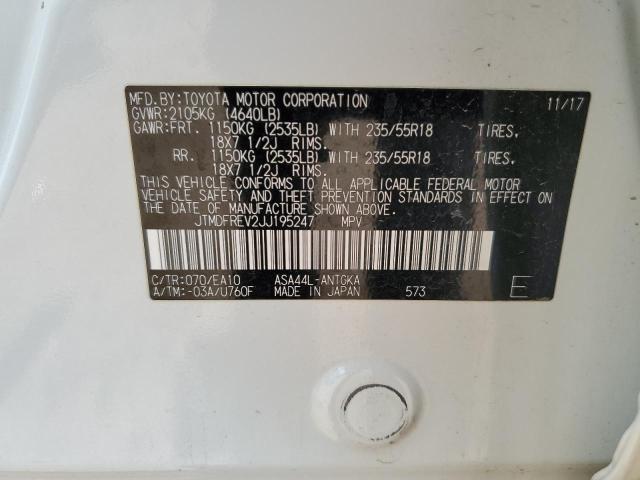 MFD.BY:TOYOTA MOTOR CORPORATION 11/17
GVWR:2105KG (4640LB)
GAWR:FRT. 1150KG (2535LB) WITH 235/55R18 TIRES.
18X7 1/2J RIMS.
RR. 1150KG (2535LB) WITH 235/55R18 TIRES.
18X7 1/2J RIMS.
THIS VEHICLE CONFORMS TO ALL APPLICABLE FEDERAL MOTOR
VEHICLE SAFETY AND THEFT PREVENTION STANDARDS IN EFFECT ON
THE DATE OF MANUFACTURE SHOWN ABOVE.
JTMDFREV2JJ195247 MPV
C/TR:070/EA10 ASA44L-ANTGKA
A/TM:-03A/U760F MADE IN JAPAN 573 E